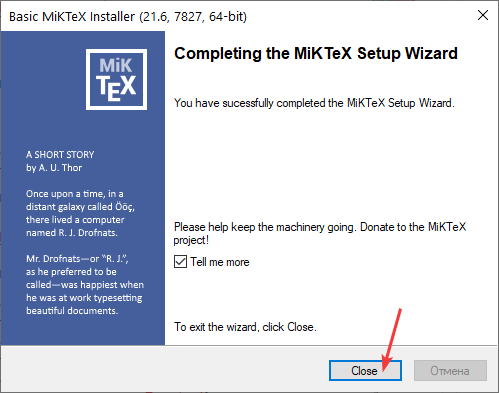 Basic MiKTeX Installer (21.6, 7827, 64-bit)
MiK
TEX
Completing the MiKTeX Setup Wizard
You have sucessfully completed the MiKTeX Setup Wizard.
A SHORT STORY
by A. U. Thor
Once upon a time, in a
distant galaxy called Ööç,
there lived a computer
named R. J. Drofnats.
Mr. Drofnats—or “R. J.”,
as he preferred to be
called—was happiest when
he was at work typesetting
beautiful documents.
Please help keep the machinery going. Donate to the MiKTeX
project!
Tell me more
To exit the wizard, click Close.
Close
Отмена